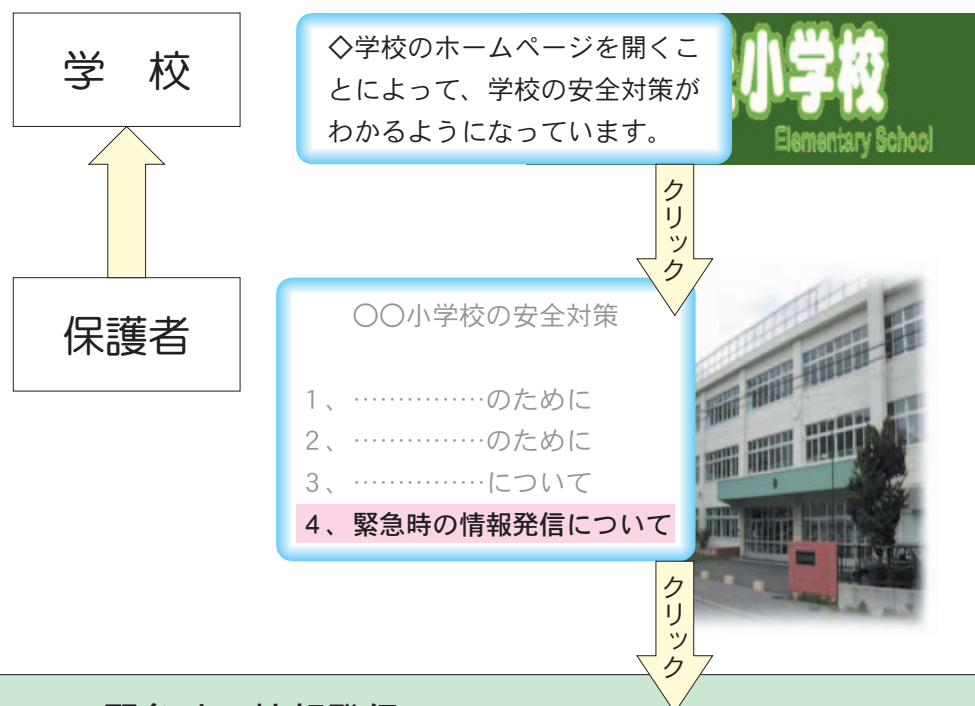 学 校
◇学校のホームページを開くこ
とによって、学校の安全対策が
わかるようになっています。
小学校
Elementary School
クリック
保護者
〇〇小学校の安全対策
1、……………のために
2、……………のために
3、……………について
4、緊急時の情報発信について
クリック